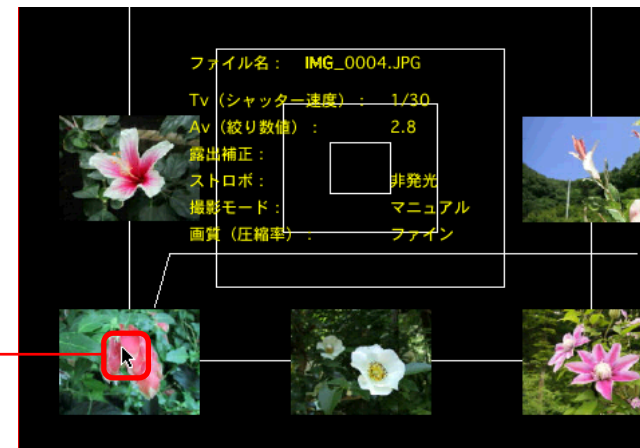 ファイル名： IMG_0004.JPG
Tv（シャッター速度）： 1/30
Av（絞り数値）： 2.8
露出補正：
ストロボ： 非発光
撮影モード： マニュアル
画質（圧縮率）： ファイン